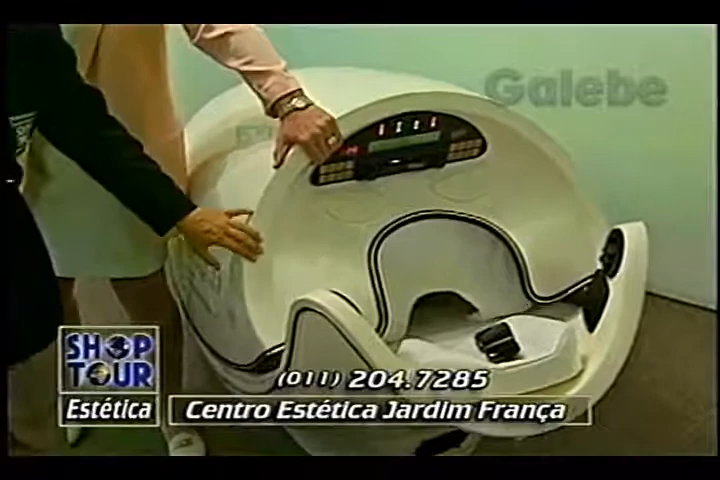 Galebe
SHOP
TOUR
Estética
(011) 204.7285
Centro Estética Jardim França